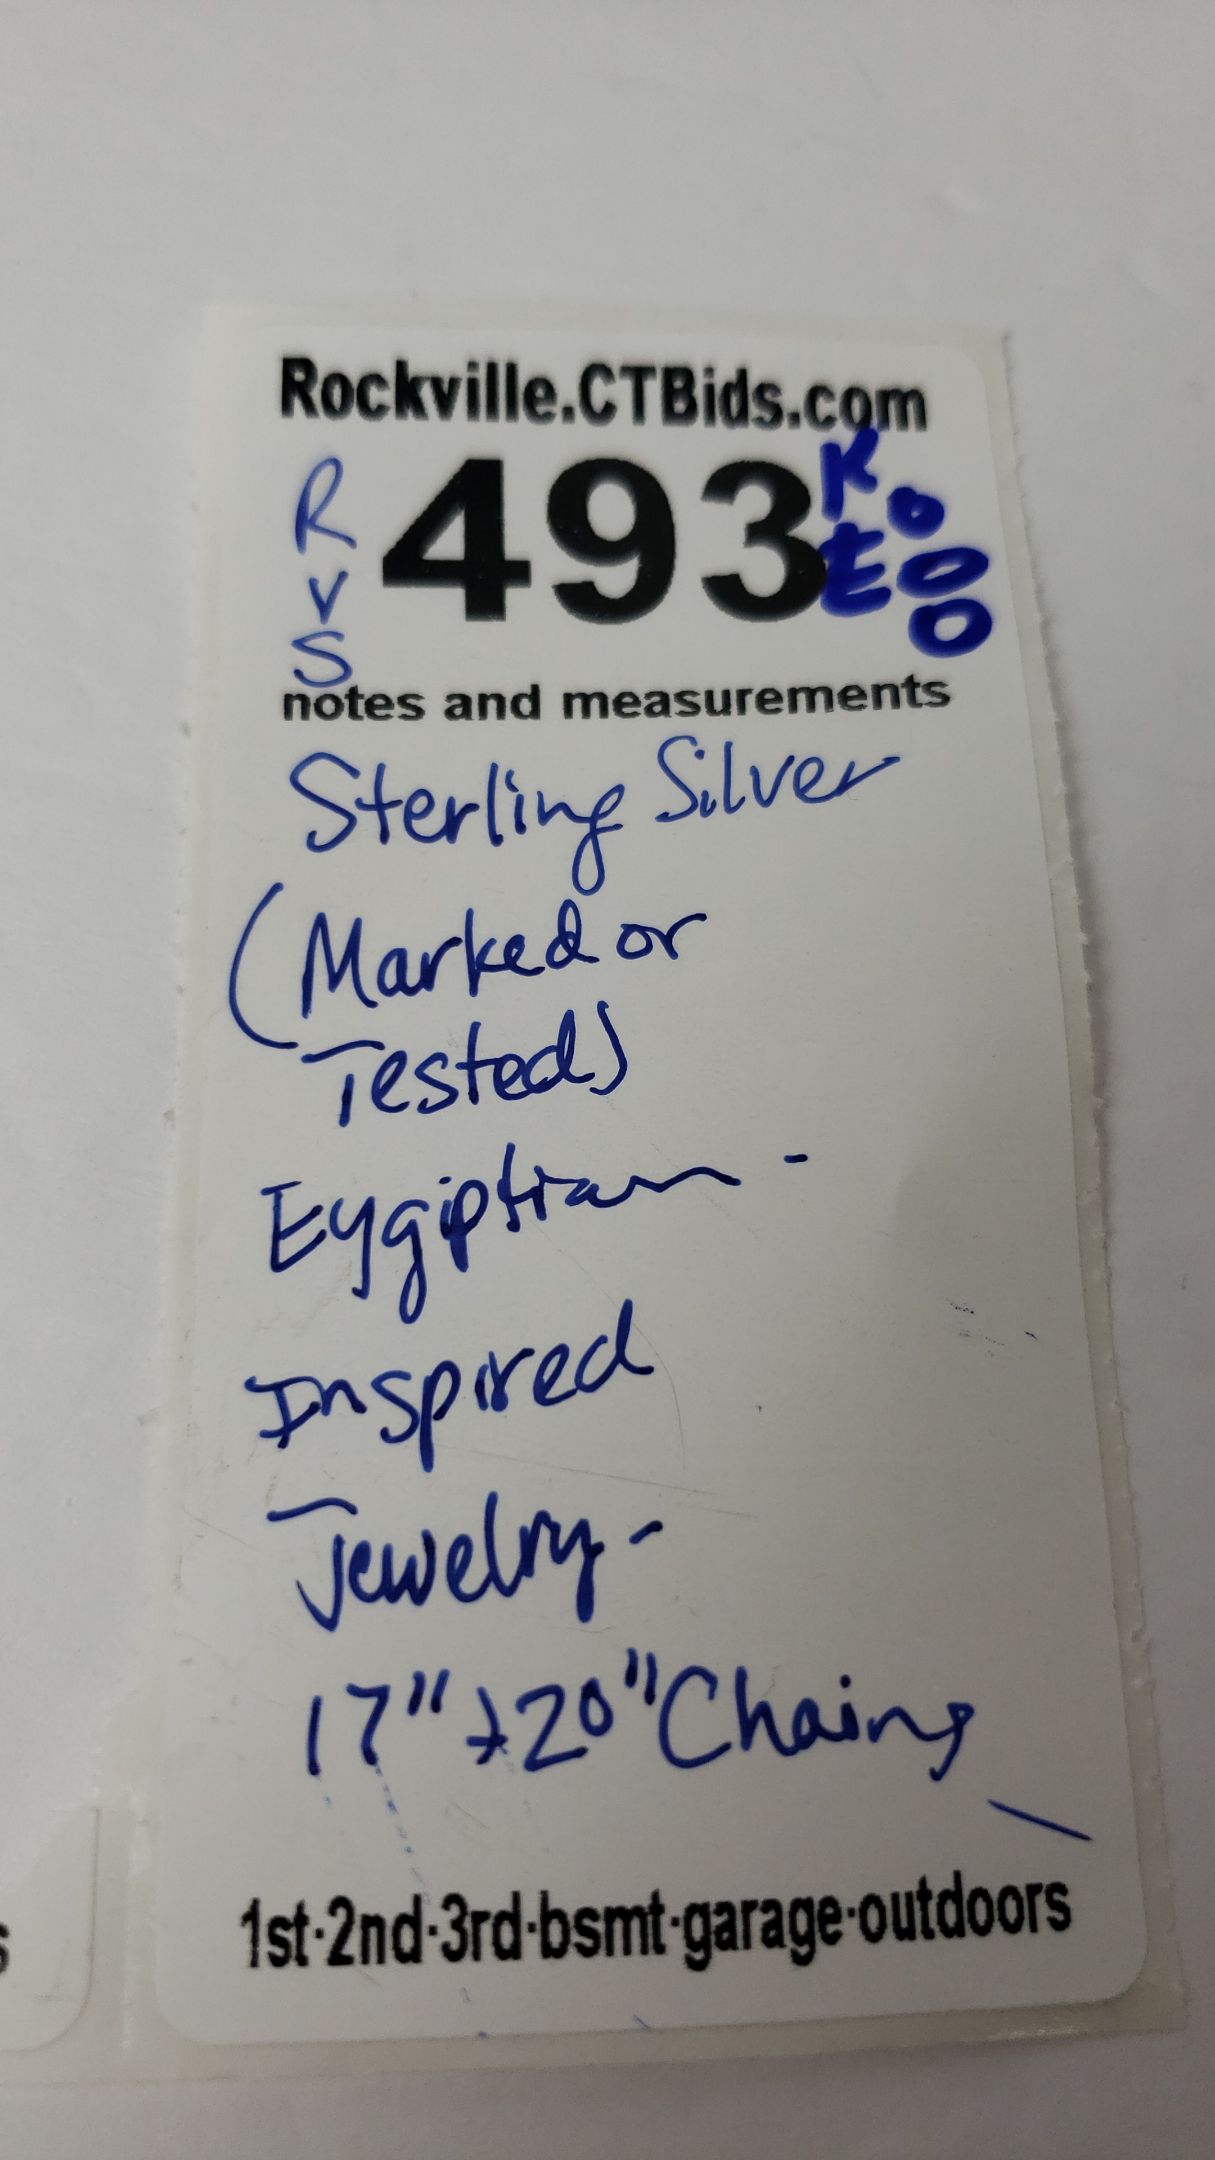 Rockville.CTBids.com
RVS
493
notes and measurements
Sterling Silver
(Marked or
Tested)
Eygiptian -
Inspired
Jewelry -
17" + 20" Chains
1st·2nd·3rd·bsmt·garage·outdoors